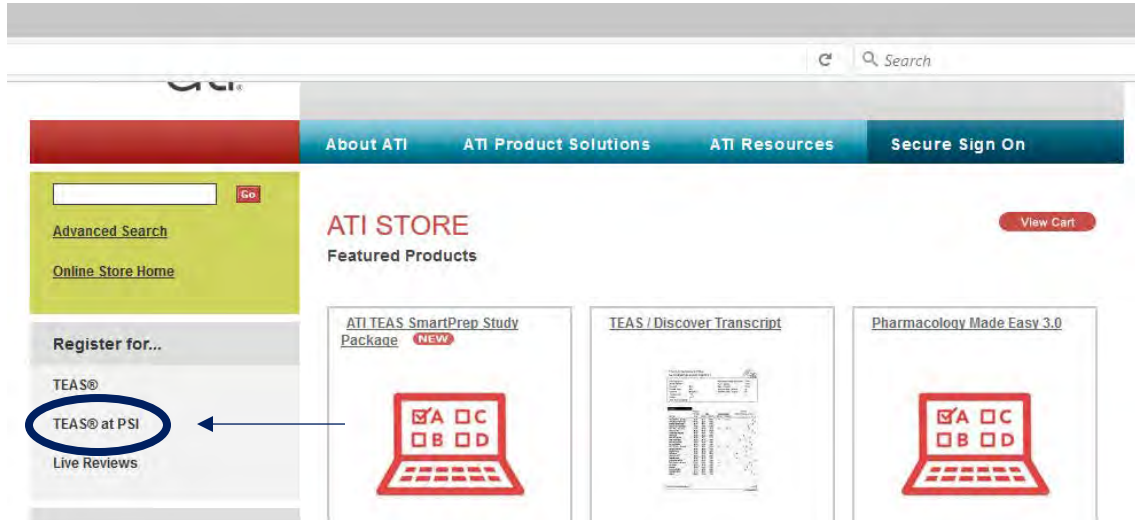 Search
ati®
About ATI ATI Product Solutions ATI Resources Secure Sign On
Go
Advanced Search
Online Store Home
ATI STORE
View Cart
Featured Products
Register for...
TEAS®
TEAS® at PSI
Live Reviews
ATI TEAS SmartPrep Study
Package NEW
A C
B D
TEAS / Discover Transcript
Pharmacology Made Easy 3.0
A C
B D